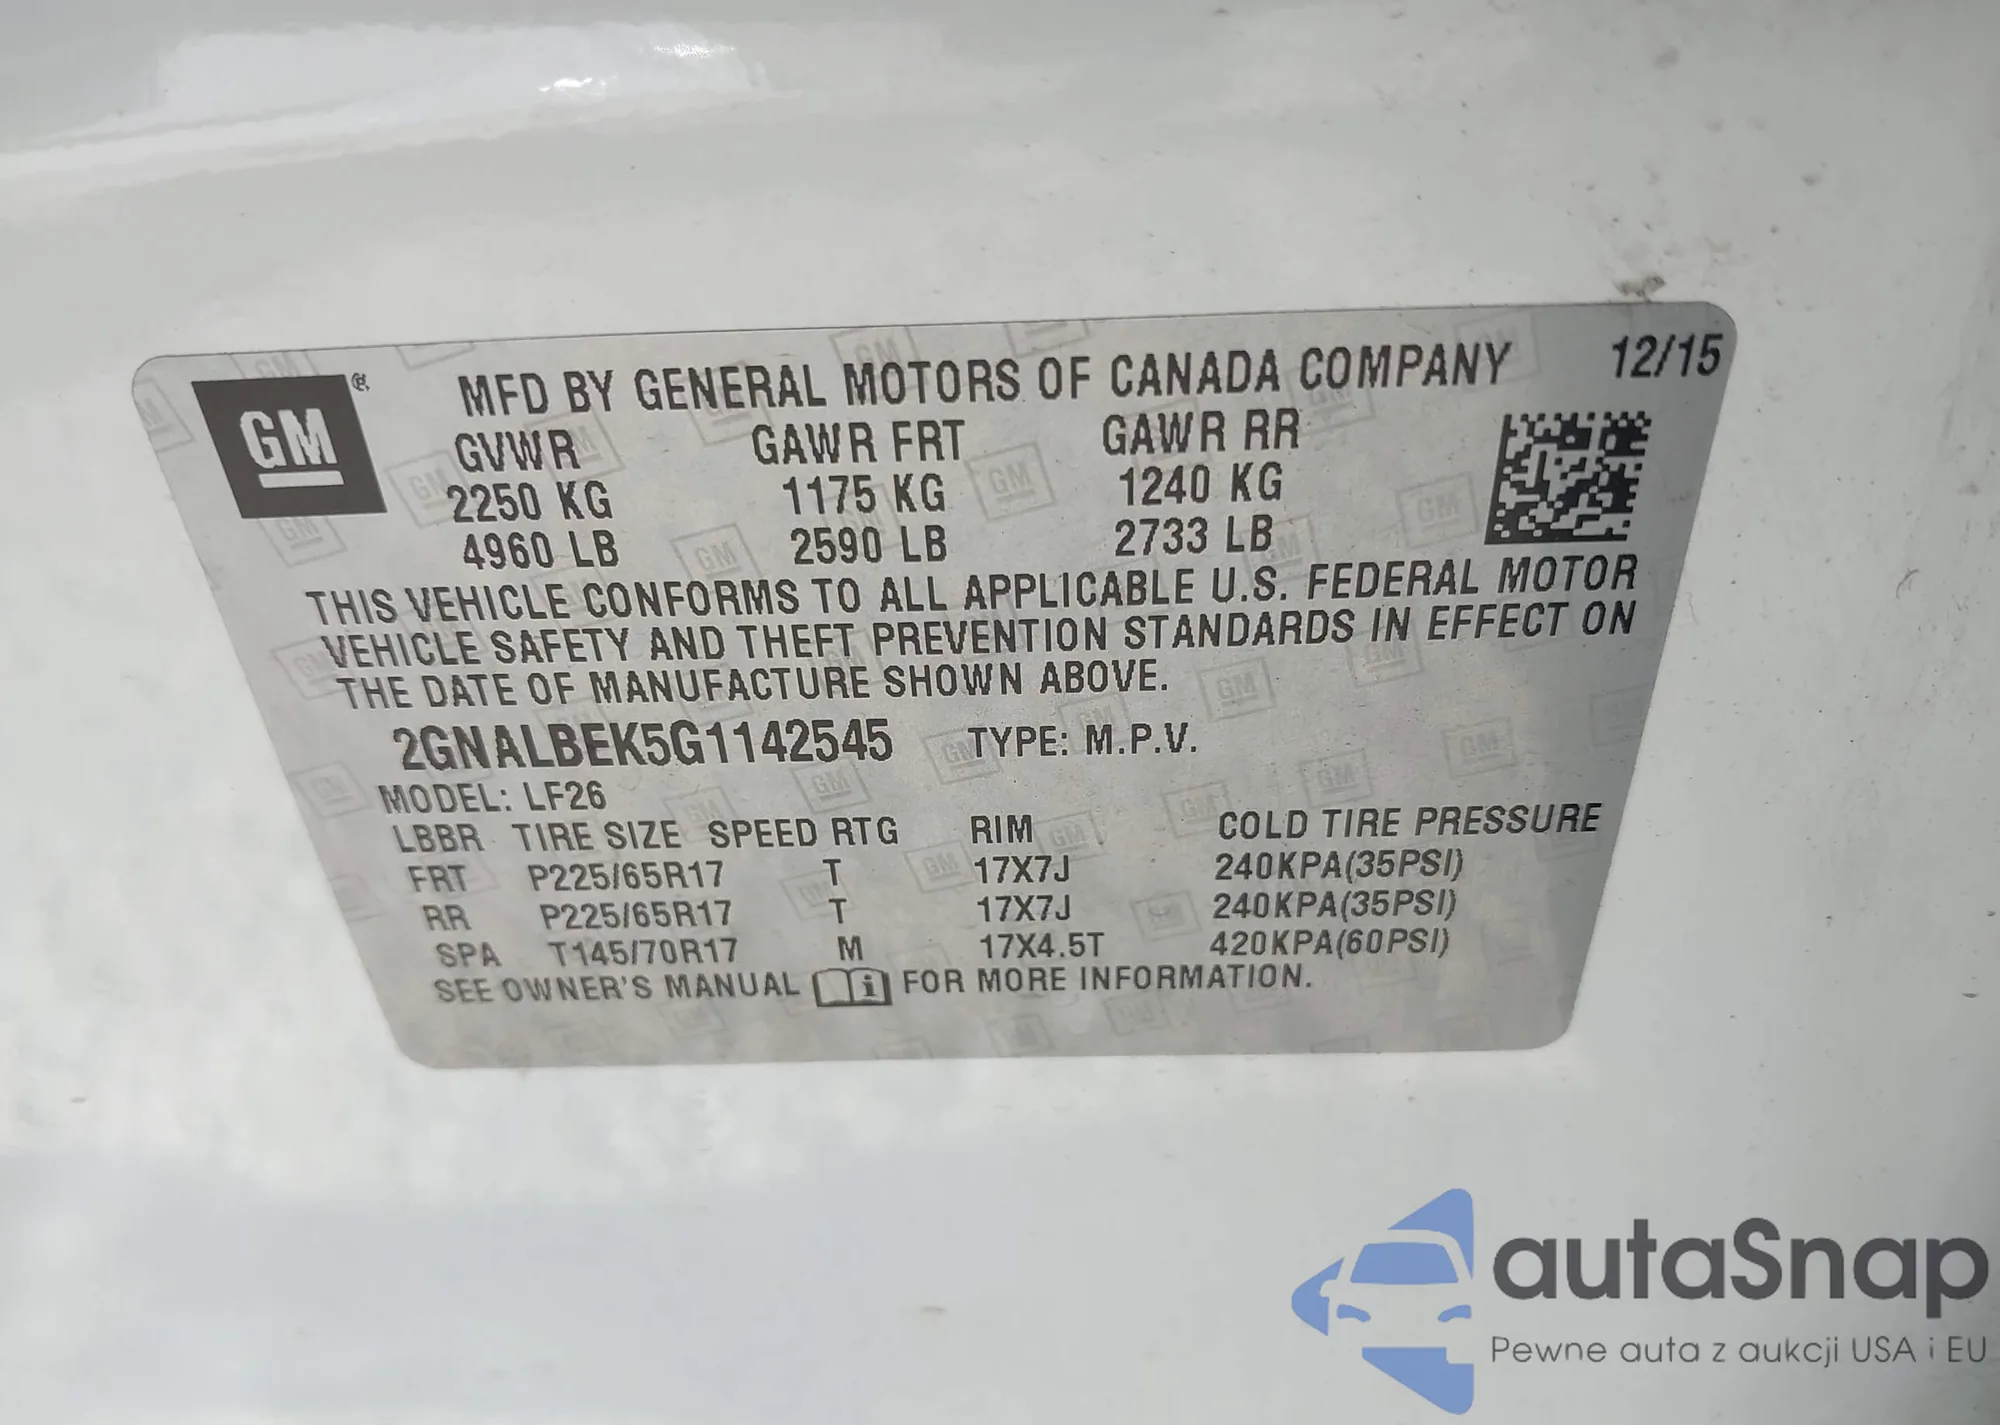 GM
MFD BY GENERAL MOTORS OF CANADA COMPANY 12/15
GVWR GAWR FRT GAWR RR
2250 KG 1175 KG 1240 KG
4960 LB 2590 LB 2733 LB
THIS VEHICLE CONFORMS TO ALL APPLICABLE U.S. FEDERAL MOTOR
VEHICLE SAFETY AND THEFT PREVENTION STANDARDS IN EFFECT ON
THE DATE OF MANUFACTURE SHOWN ABOVE.
2GNALBEK5G1142545 TYPE: M.P.V.
MODEL: LF26
LBBR TIRE SIZE SPEED RTG RIM COLD TIRE PRESSURE
FRT P225/65R17 T 17X7J 240KPA(35PSI)
RR P225/65R17 T 17X7J 240KPA(35PSI)
SPA T145/70R17 M 17X4.5T 420KPA(60PSI)
SEE OWNER'S MANUAL i FOR MORE INFORMATION.
autaSnap
Pewne auta z aukcji USA i EU